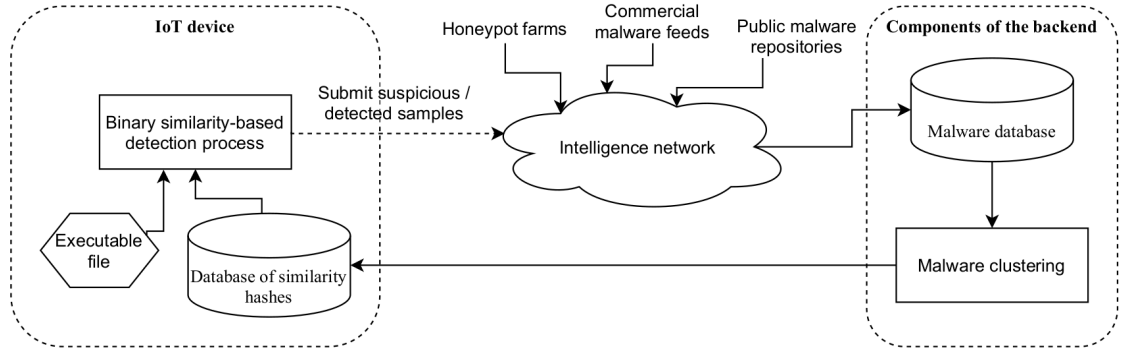 IoT device
Binary similarity-based
detection process
Executable
file
Database of similarity
hashes
Submit suspicious /
detected samples
Honeypot farms
Commercial
malware feeds
Public malware
repositories
Intelligence network
Components of the backend
Malware database
Malware clustering